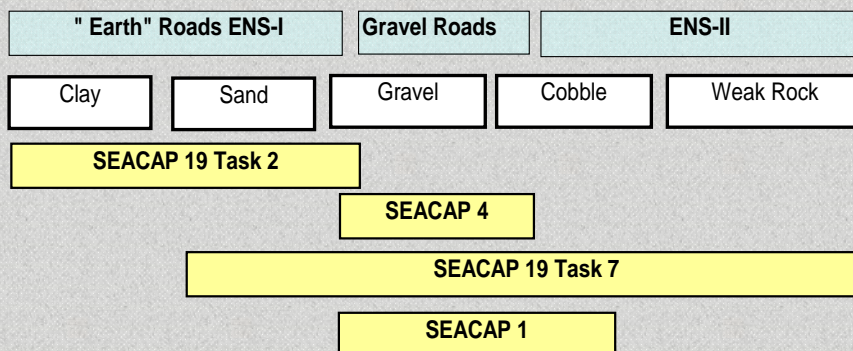 " Earth" Roads ENS-I Gravel Roads ENS-II
Clay Sand Gravel Cobble Weak Rock
SEACAP 19 Task 2
SEACAP 4
SEACAP 19 Task 7
SEACAP 1